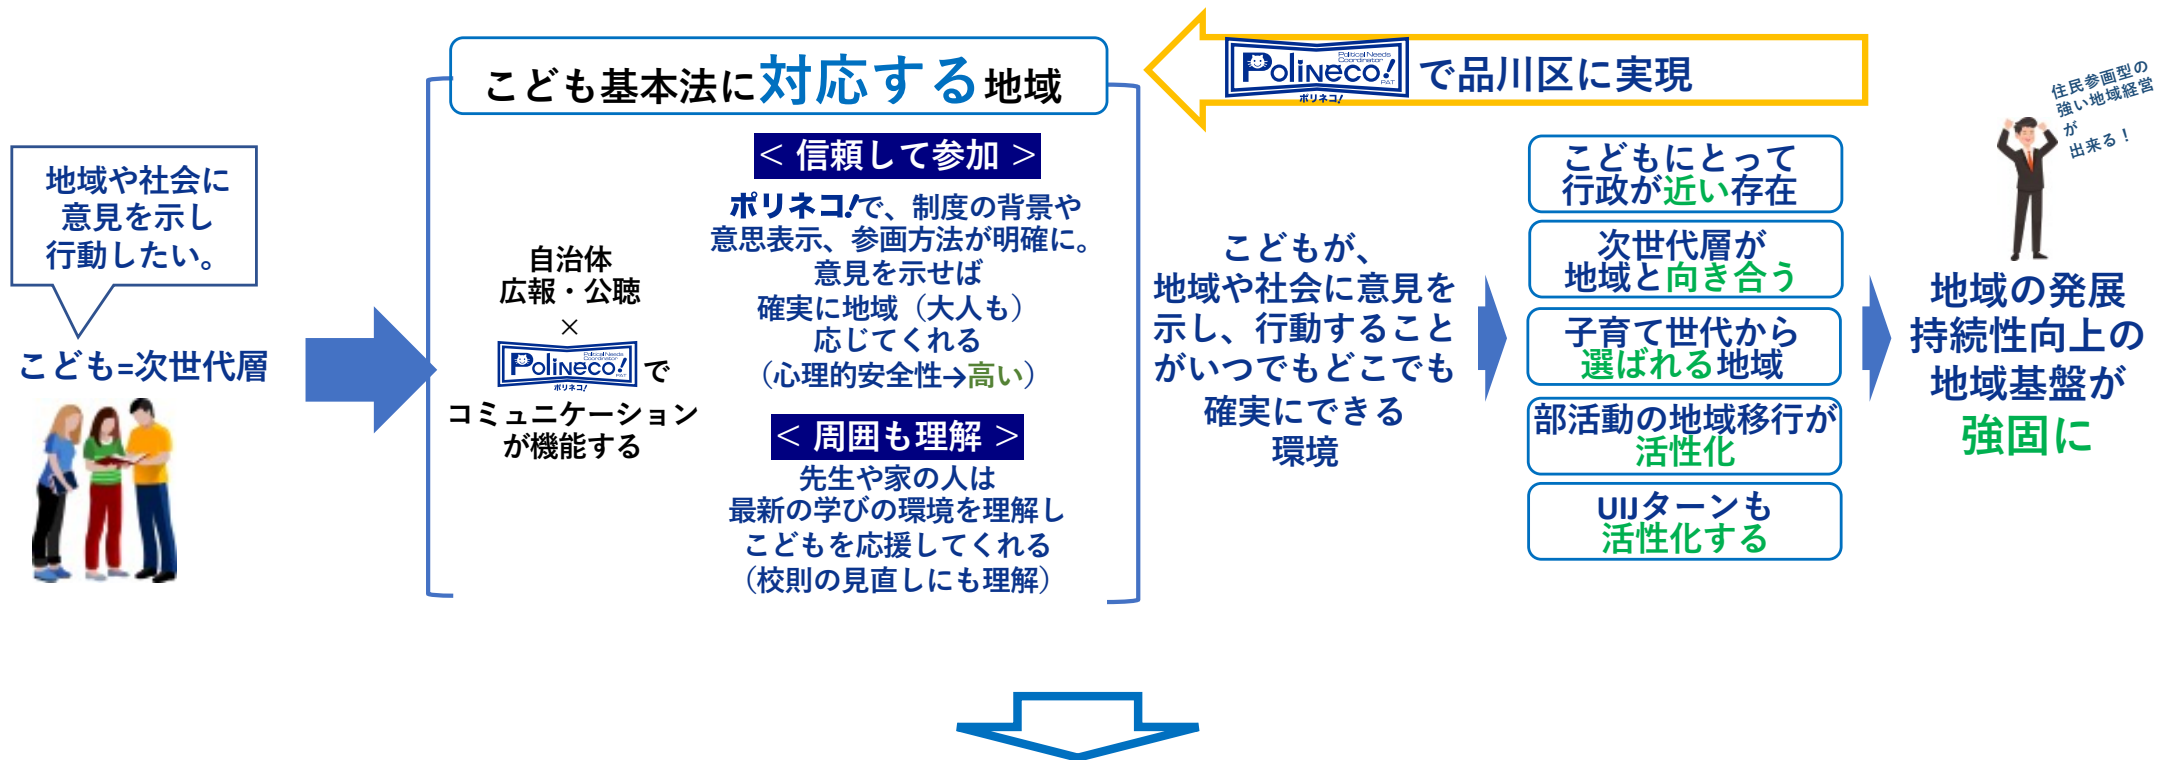 地域や社会に
意見を示し
行動したい。
こども=次世代層
こども基本法に対応する地域
自治体
広報・公聴
×
Political Needs
Coordinator
Polineco!
PAT
ポリネコ!
で
コミュニケーション
が機能する
＜ 信頼して参加 ＞
ポリネコ!で、制度の背景や
意思表示、参画方法が明確に。
意見を示せば
確実に地域（大人も）
応じてくれる
（心理的安全性→高い）
＜ 周囲も理解 ＞
先生や家の人は
最新の学びの環境を理解し
こどもを応援してくれる
（校則の見直しにも理解）
Political Needs
Coordinator
Polineco!
PAT
ポリネコ!
で品川区に実現
こどもが、
地域や社会に意見を
示し、行動すること
がいつでもどこでも
確実にできる
環境
こどもにとって
行政が近い存在
次世代層が
地域と向き合う
子育て世代から
選ばれる地域
部活動の地域移行が
活性化
UIJターンも
活性化する
住民参画型の
強い地域経営
が
出来る！
地域の発展
持続性向上の
地域基盤が
強固に